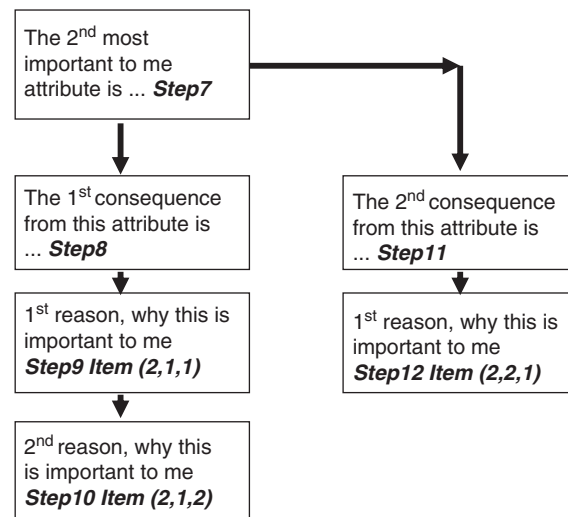 The 2nd most
important to me
attribute is ... Step7
The 1st consequence
from this attribute is
... Step8
The 2nd consequence
from this attribute is
... Step11
1st reason, why this is
important to me
Step9 Item (2,1,1)
1st reason, why this is
important to me
Step12 Item (2,2,1)
2nd reason, why this
is important to me
Step10 Item (2,1,2)